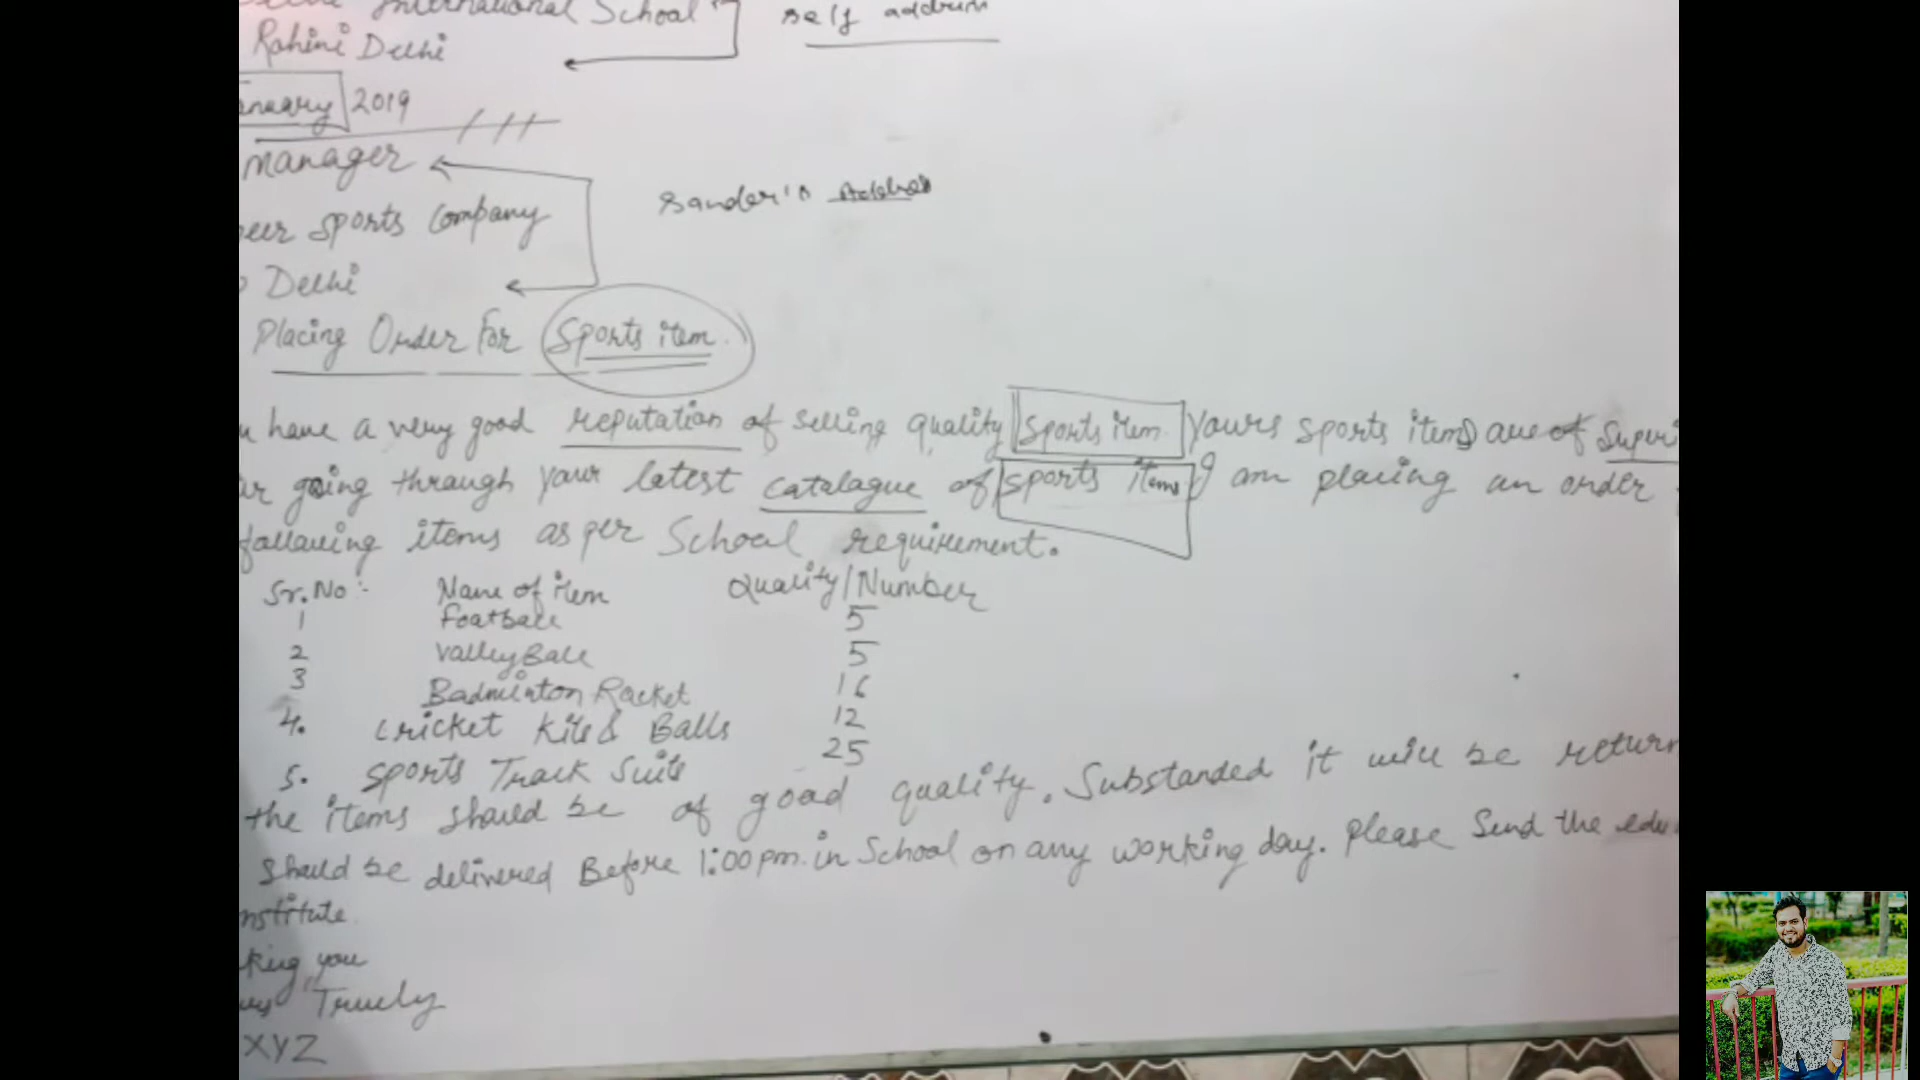 International School self address
Rohini Delhi
January 2019
manager
Sander's Address
sports Company
Delhi
Placing Order For Sports item.
have a very good reputation of selling quality sports item yours sports items are of Super
going through your latest catalague of sports items I am placing an order
following items as per School requirement.
Sr. No :- Name of item Quality/Number
1 Football 5
2 Valley Ball 5
3 Badminton Racket 16
4. Cricket Kits & Balls 12
5. Sports Track Suits 25
the items should be of good quality. Substanded it will be return
should be delivered Before 1:00 pm. in School on any working day. please Send the
nstitute
king you
Truely
XYZ